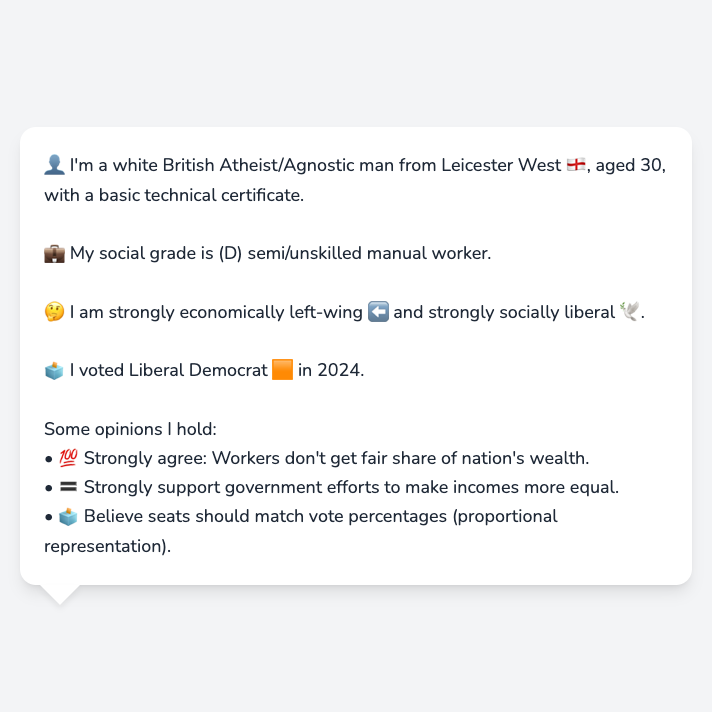 👤 I'm a white British Atheist/Agnostic man from Leicester West 🏴󠁧󠁢󠁥󠁮󠁧󠁿, aged 30,
with a basic technical certificate.
💼 My social grade is (D) semi/unskilled manual worker.
🤔 I am strongly economically left-wing ⬅️ and strongly socially liberal 🕊️.
🗳️ I voted Liberal Democrat 🟧 in 2024.
Some opinions I hold:
• 💯 Strongly agree: Workers don't get fair share of nation's wealth.
• 🟰 Strongly support government efforts to make incomes more equal.
• 🗳️ Believe seats should match vote percentages (proportional
representation).